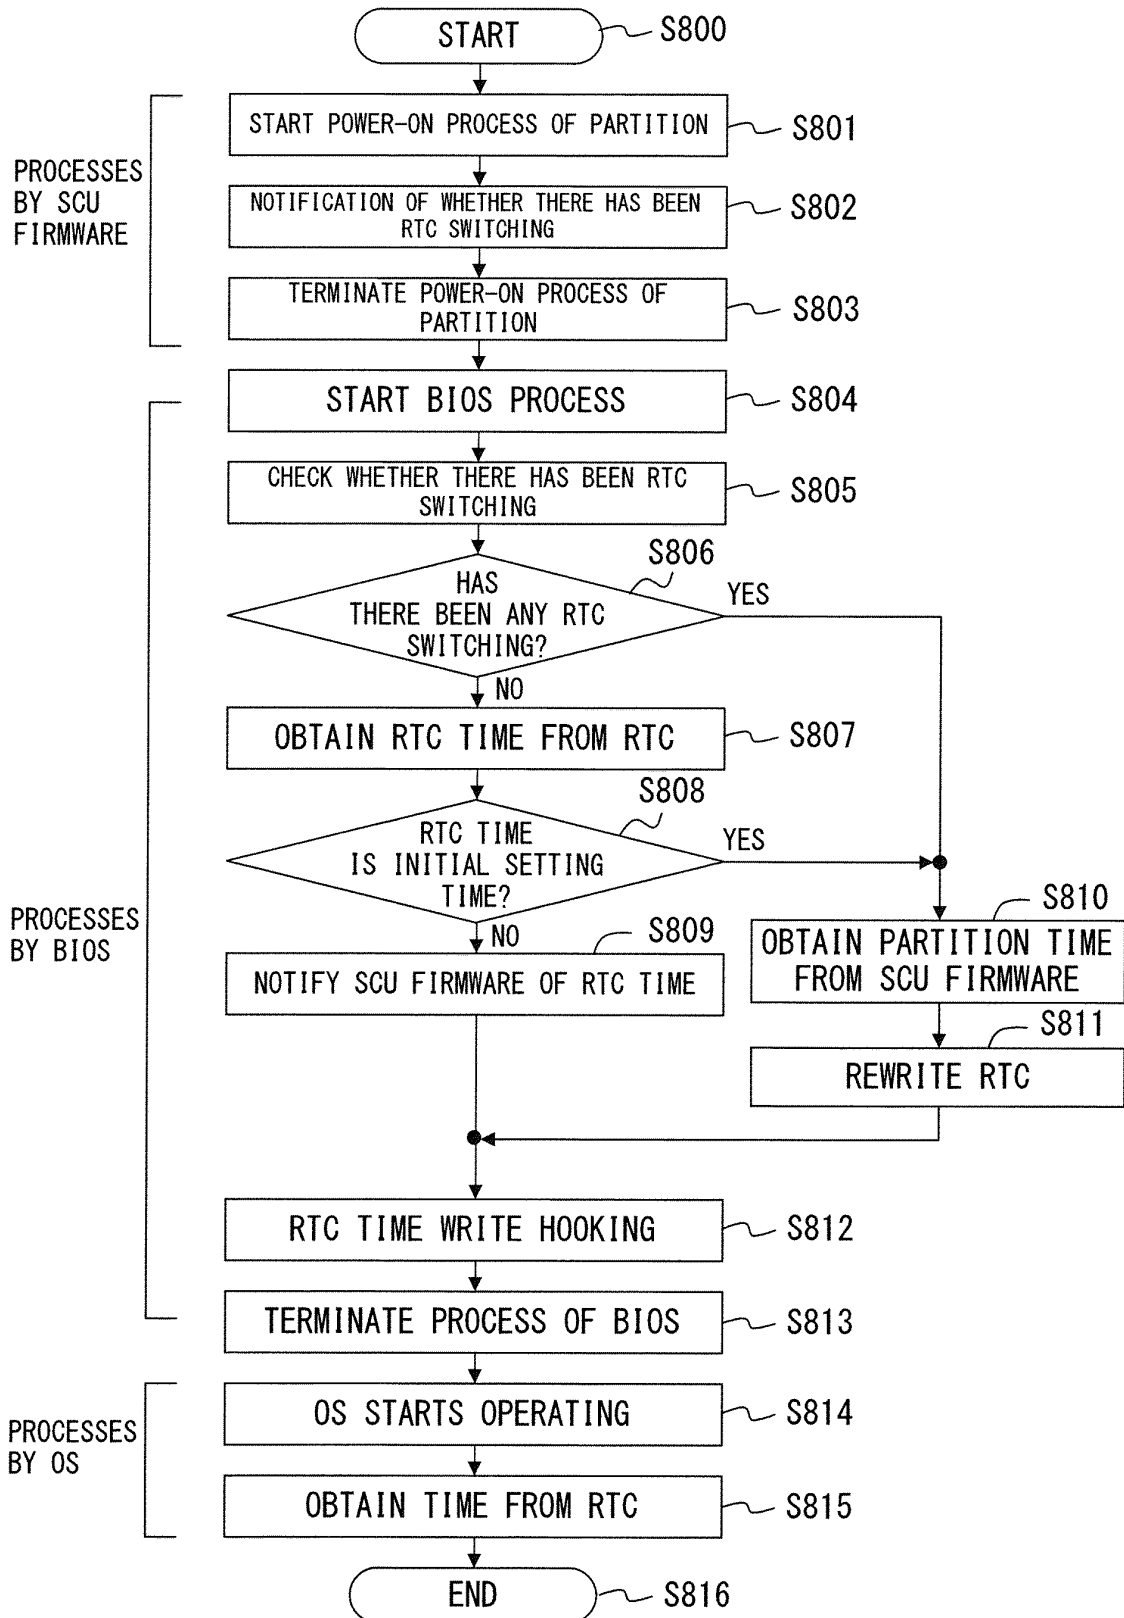 START
S800
START POWER-ON PROCESS OF PARTITION
S801
PROCESSES
BY SCU
FIRMWARE
NOTIFICATION OF WHETHER THERE HAS BEEN
RTC SWITCHING
S802
TERMINATE POWER-ON PROCESS OF
PARTITION
S803
START BIOS PROCESS
S804
CHECK WHETHER THERE HAS BEEN RTC
SWITCHING
S805
S806
HAS
THERE BEEN ANY RTC
SWITCHING?
YES
NO
OBTAIN RTC TIME FROM RTC
S807
S808
RTC TIME
IS INITIAL SETTING
TIME?
YES
NO
PROCESSES
BY BIOS
S809
NOTIFY SCU FIRMWARE OF RTC TIME
S810
OBTAIN PARTITION TIME
FROM SCU FIRMWARE
S811
REWRITE RTC
RTC TIME WRITE HOOKING
S812
TERMINATE PROCESS OF BIOS
S813
PROCESSES
BY OS
OS STARTS OPERATING
S814
OBTAIN TIME FROM RTC
S815
END
S816